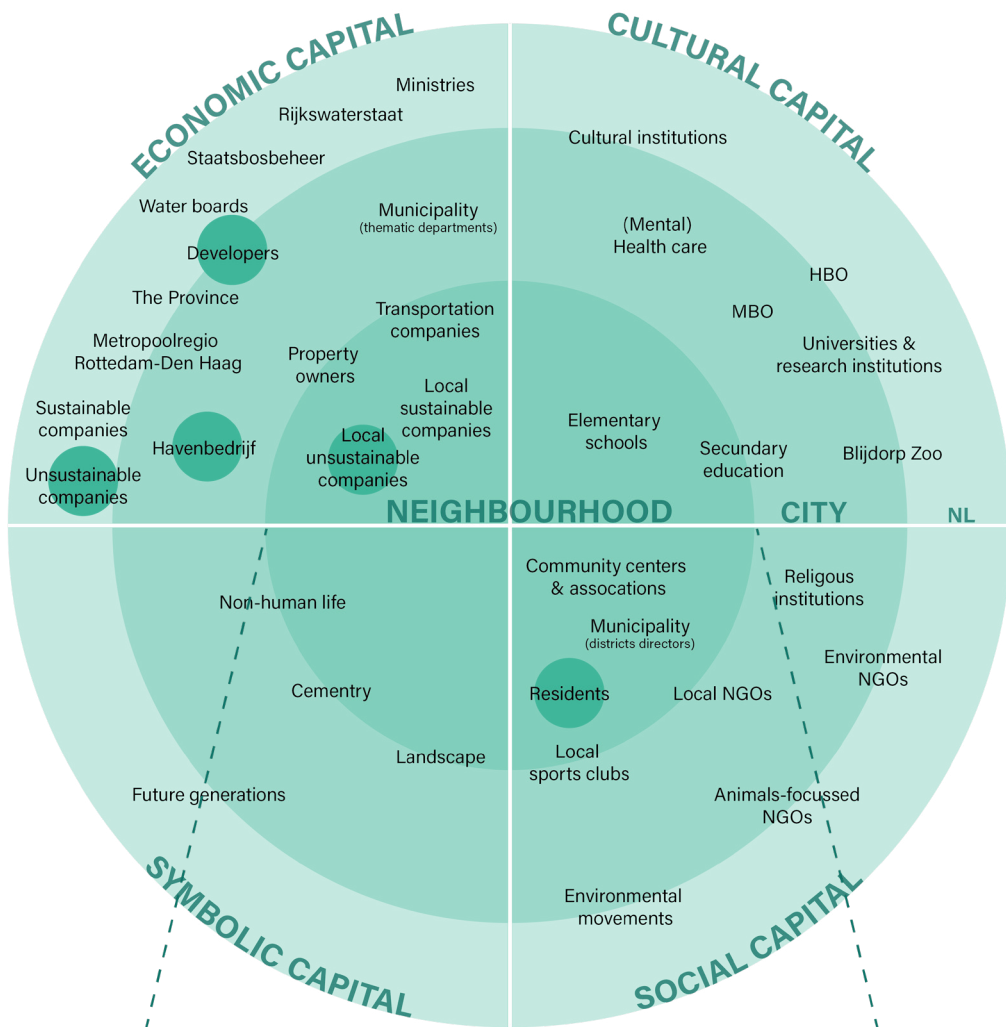 ECONOMIC CAPITAL
Ministries
Rijkswaterstaat
Staatsbosbeheer
Water boards
Municipality
(thematic departments)
Developers
The Province
Transportation
companies
Metropoolregio
Rottedam-Den Haag
Property
owners
Local
sustainable
companies
Sustainable
companies
Havenbedrijf
Local
unsustainable
companies
Unsustainable
companies
CULTURAL CAPITAL
Cultural institutions
(Mental)
Health care
HBO
MBO
Universities &
research institutions
Elementary
schools
Secundary
education
Blijdorp Zoo
NEIGHBOURHOOD
CITY
NL
Non-human life
Cementry
Landscape
Future generations
SYMBOLIC CAPITAL
Community centers
& assocations
Religous
institutions
Municipality
(districts directors)
Environmental
NGOs
Residents
Local NGOs
Local
sports clubs
Animals-focussed
NGOs
Environmental
movements
SOCIAL CAPITAL